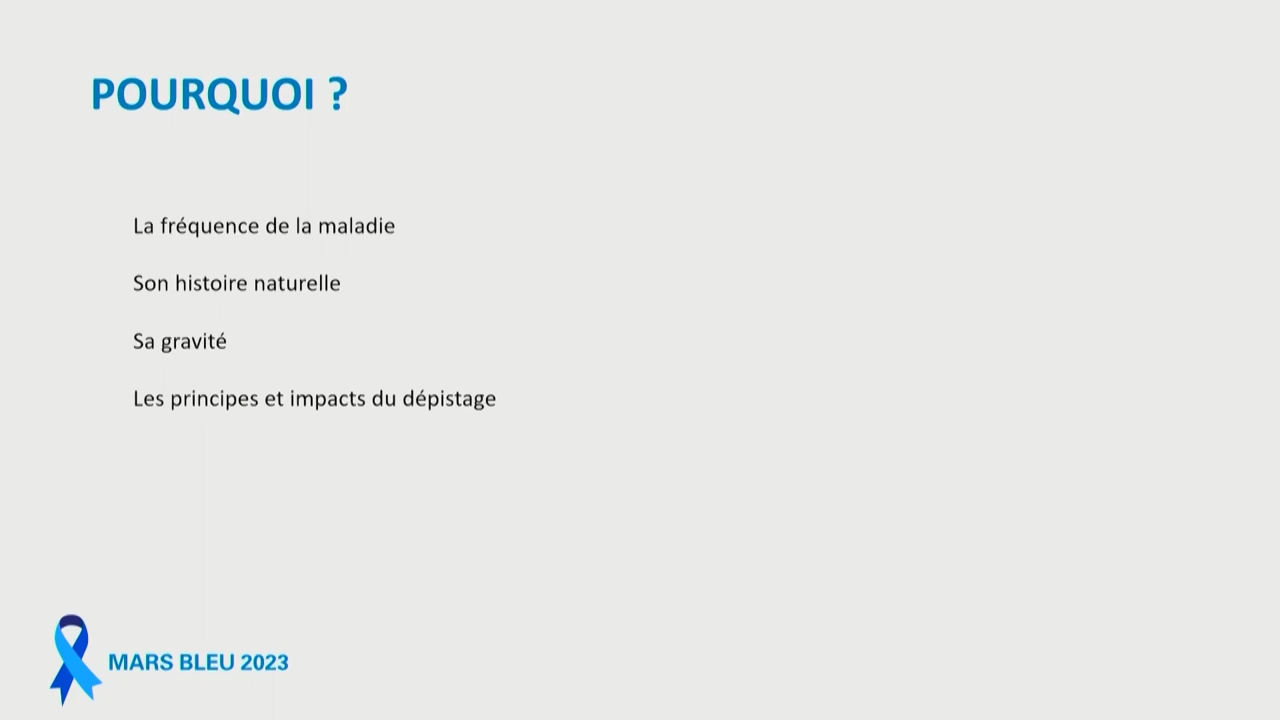 POURQUOI ?
La fréquence de la maladie
Son histoire naturelle
Sa gravité
Les principes et impacts du dépistage
MARS BLEU 2023